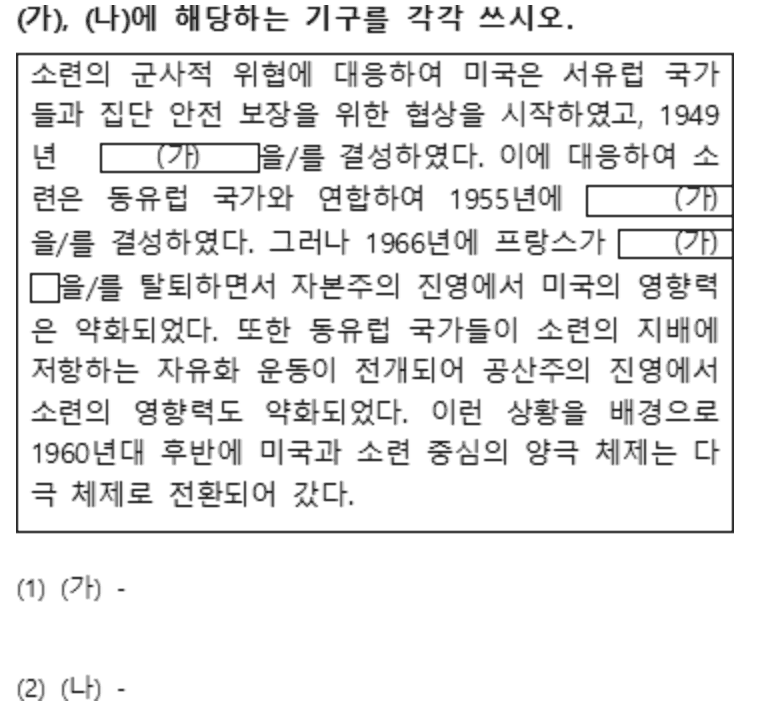 (가), (나)에 해당하는 기구를 각각 쓰시오.
소련의 군사적 위협에 대응하여 미국은 서유럽 국가
들과 집단 안전 보장을 위한 협상을 시작하였고, 1949
년 (가) 을/를 결성하였다. 이에 대응하여 소
련은 동유럽 국가와 연합하여 1955년에 (가)
을/를 결성하였다. 그러나 1966년에 프랑스가 (가)
을/를 탈퇴하면서 자본주의 진영에서 미국의 영향력
은 약화되었다. 또한 동유럽 국가들이 소련의 지배에
저항하는 자유화 운동이 전개되어 공산주의 진영에서
소련의 영향력도 약화되었다. 이런 상황을 배경으로
1960년대 후반에 미국과 소련 중심의 양극 체제는 다
극 체제로 전환되어 갔다.
(1) (가) -
(2) (나) -